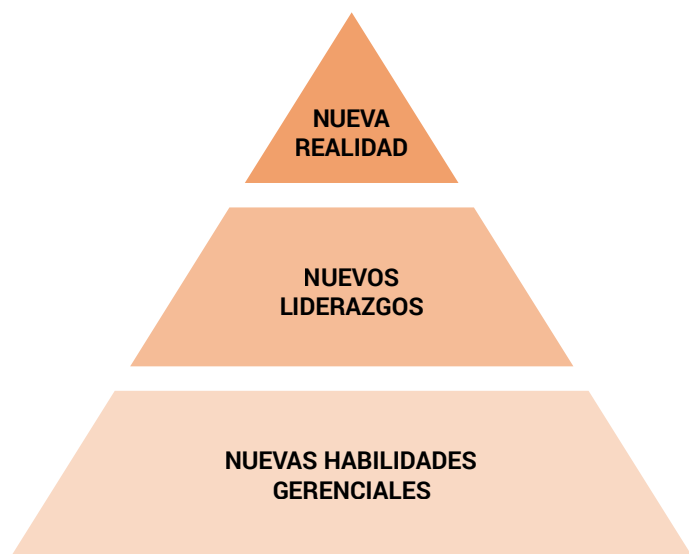 NUEVA
REALIDAD
NUEVOS
LIDERAZGOS
NUEVAS HABILIDADES
GERENCIALES